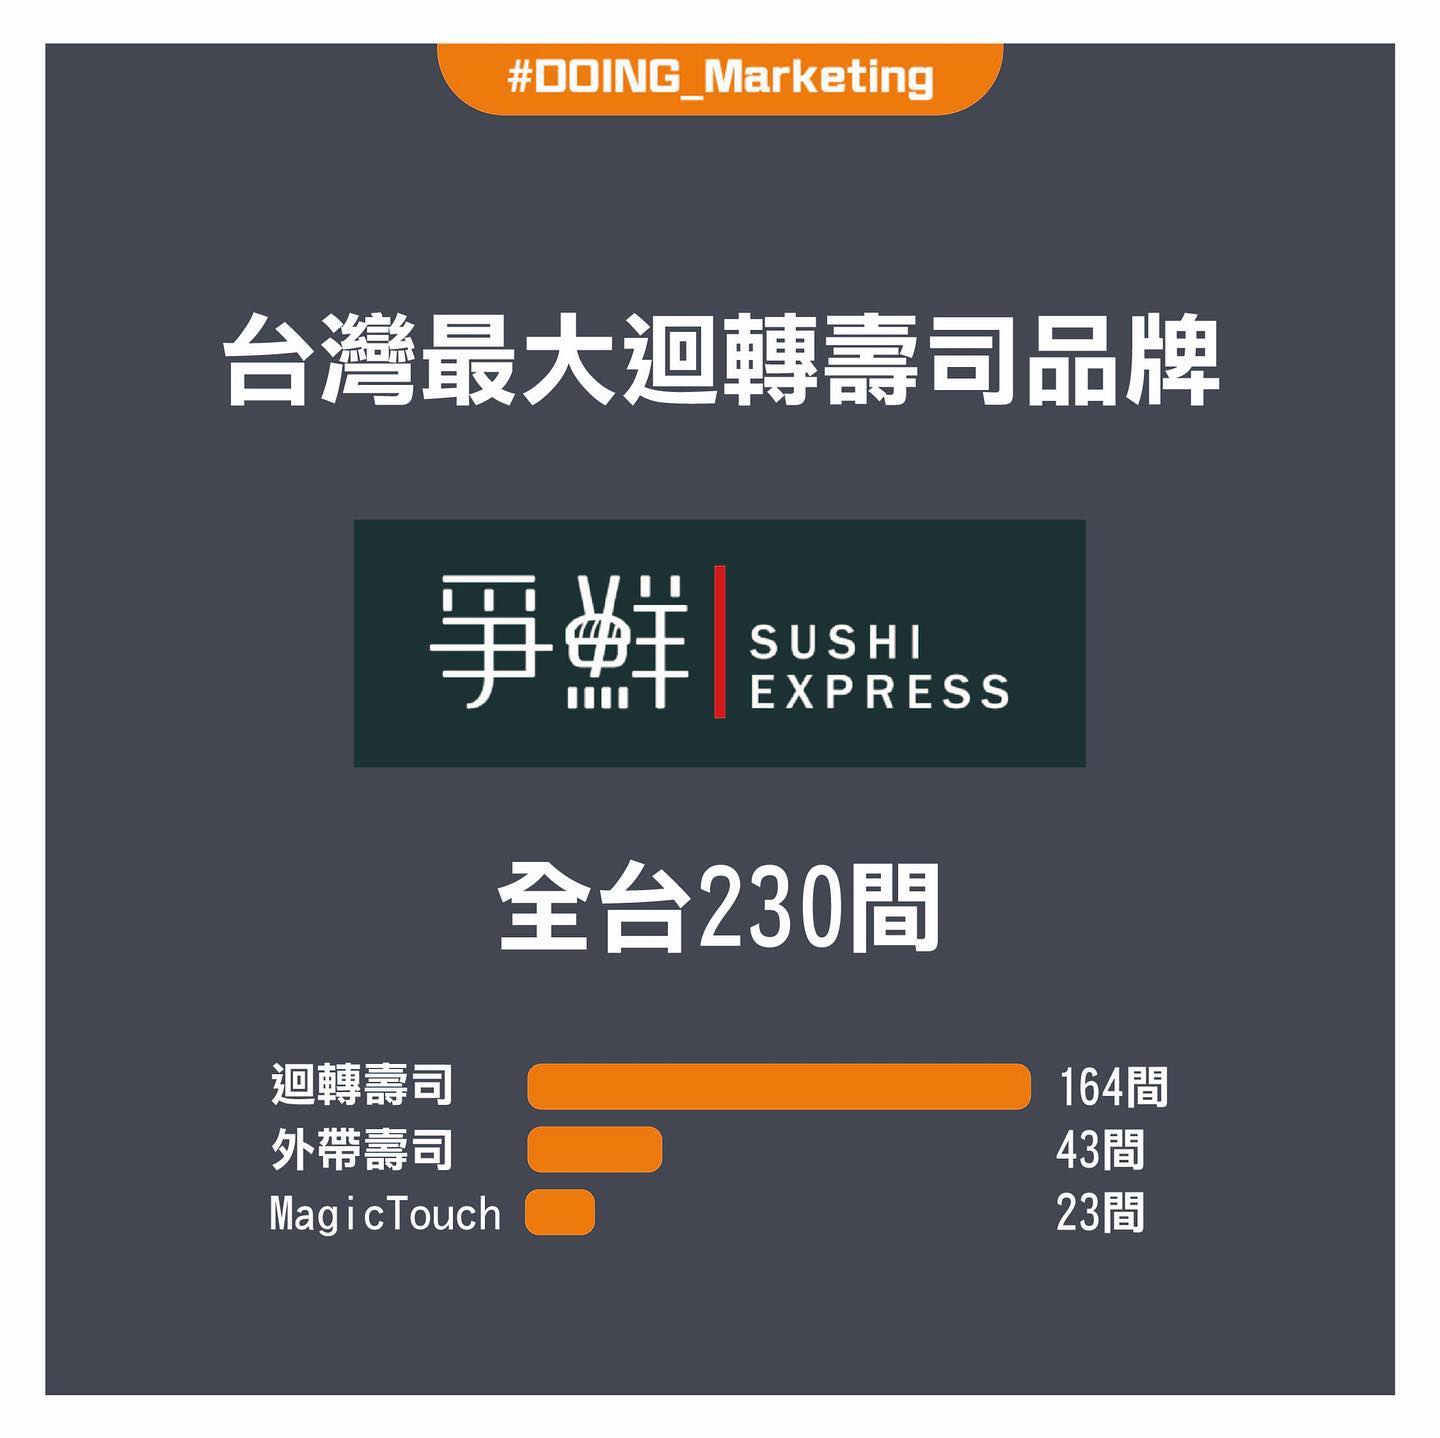 #DOING_Marketing
台灣最大迴轉壽司品牌
爭鮮
SUSHI
EXPRESS
全台230間
迴轉壽司 164間
外帶壽司 43間
MagicTouch 23間